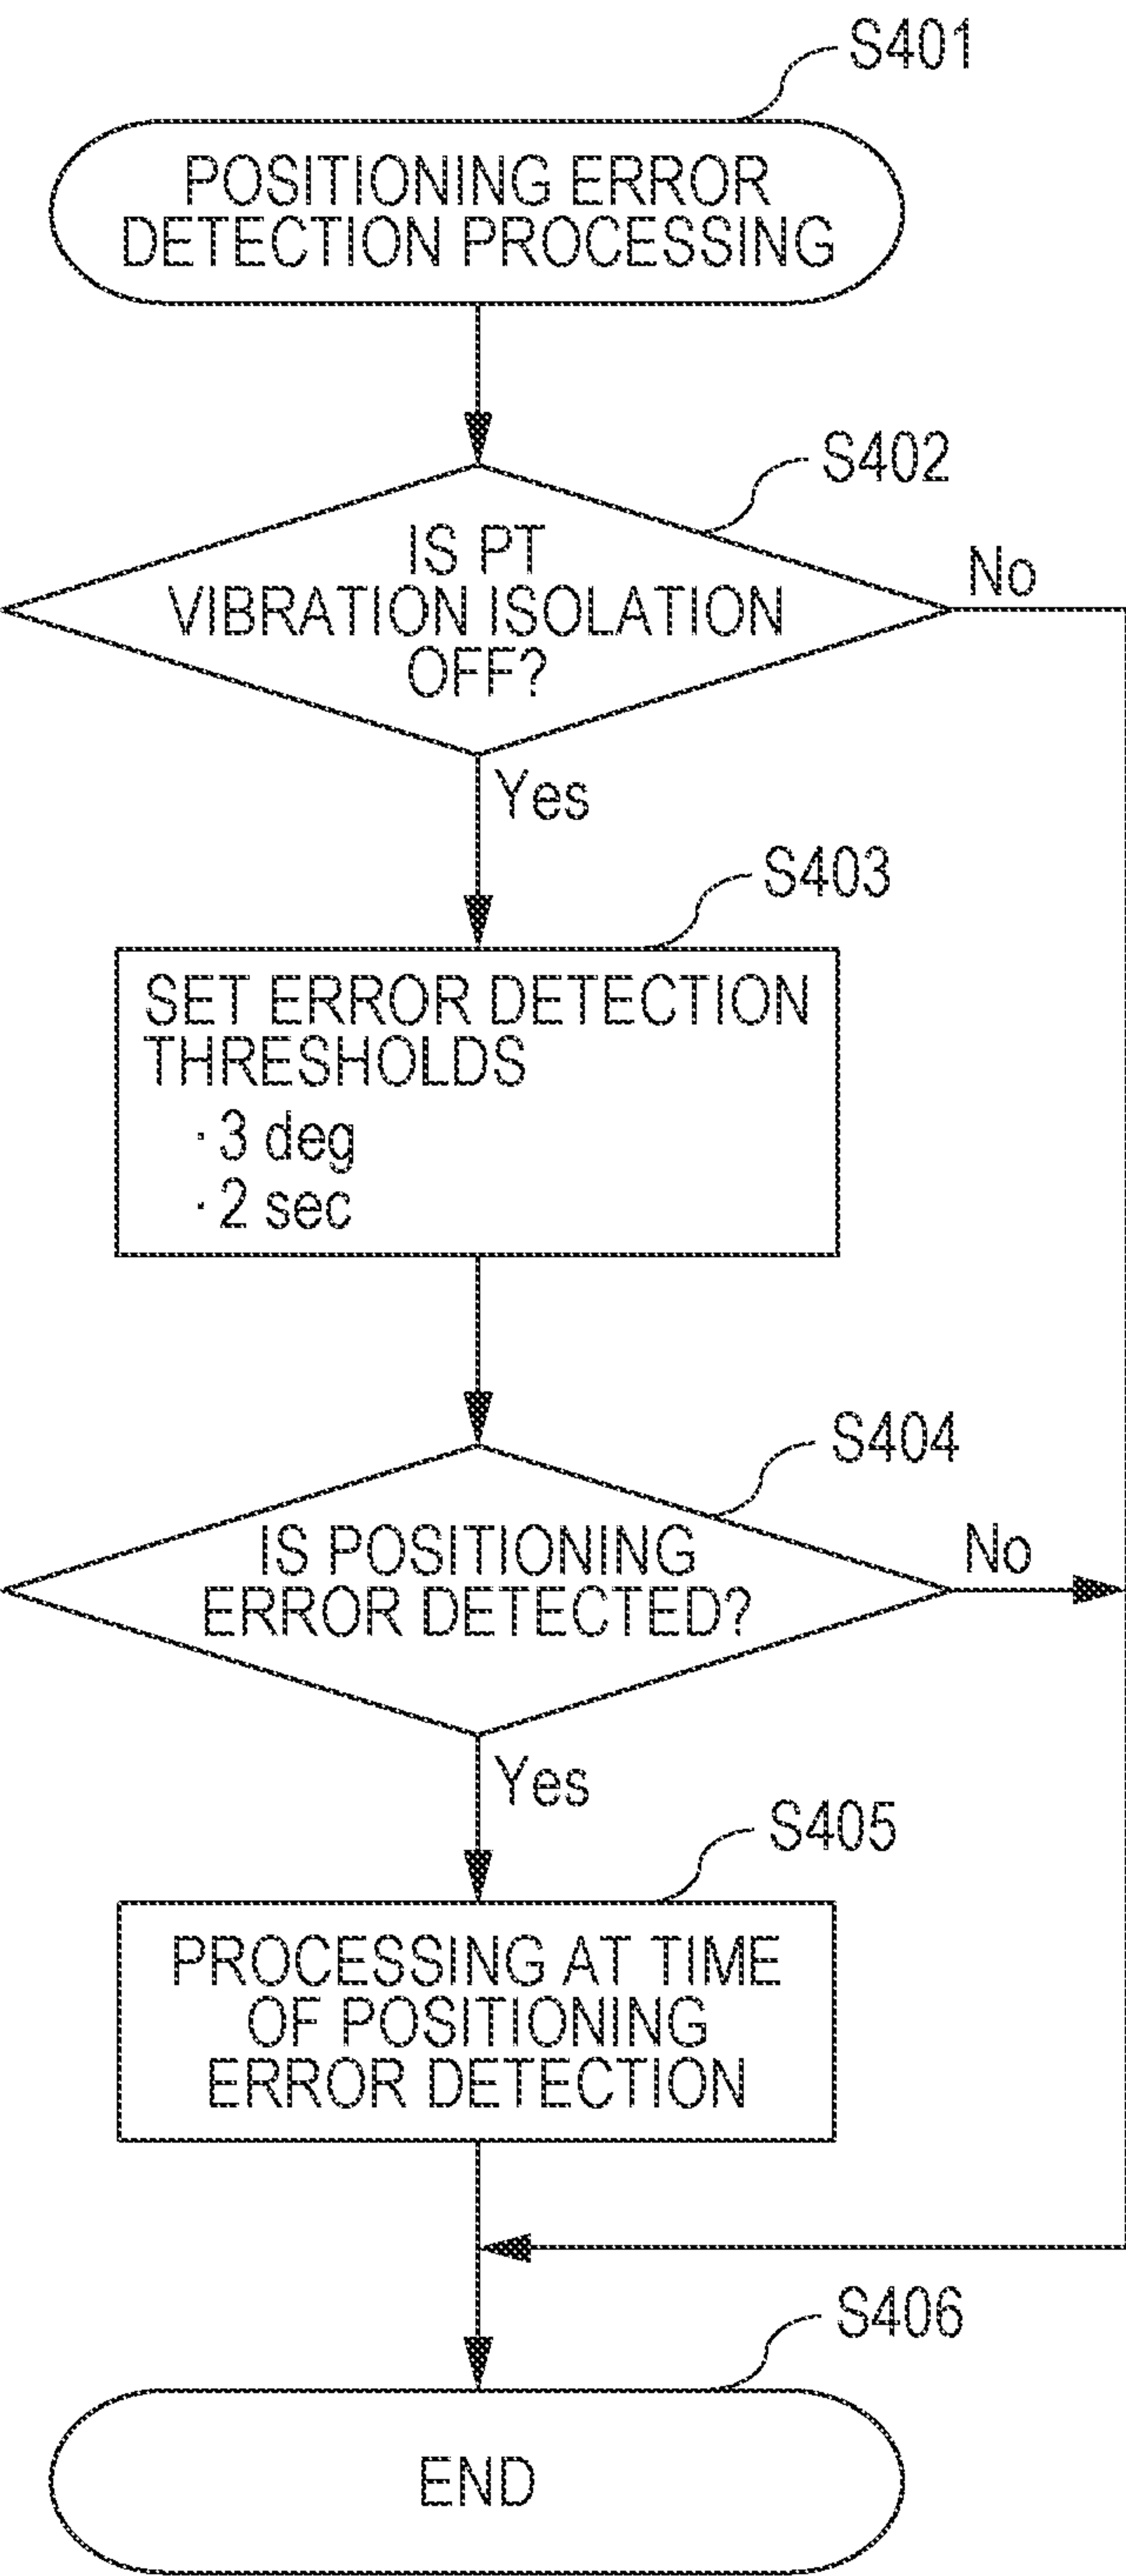 S401
POSITIONING ERROR
DETECTION PROCESSING
S402
IS PT
VIBRATION ISOLATION
OFF?
No
Yes
S403
SET ERROR DETECTION
THRESHOLDS
· 3 deg
· 2 sec
S404
IS POSITIONING
ERROR DETECTED?
No
Yes
S405
PROCESSING AT TIME
OF POSITIONING
ERROR DETECTION
S406
END